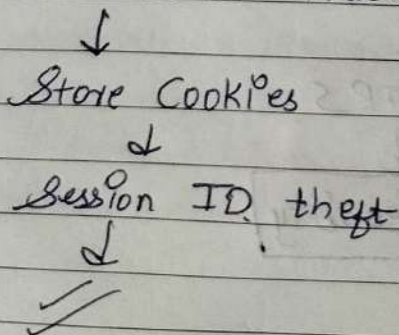 ↓
Store Cookies
↓
Session ID theft
↓